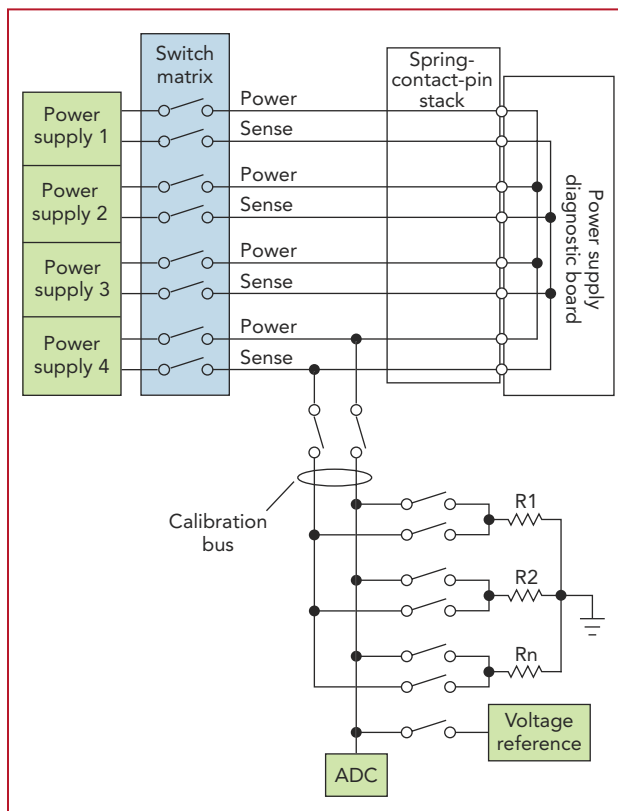 Switch
matrix
Spring-
contact-pin
stack
Power
supply 1
Power
Sense
Power
supply 2
Power
Sense
Power
supply 3
Power
Sense
Power
supply 4
Power
Sense
Power supply
diagnostic board
Calibration
bus
R1
R2
Rn
Voltage
reference
ADC